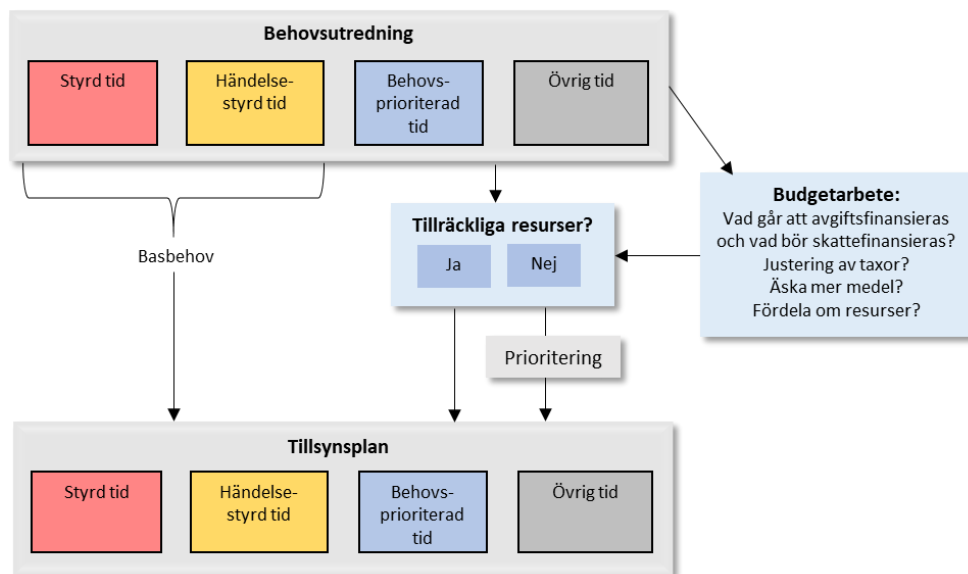 Behovsutredning
Styrd tid
Händelse-
styrd tid
Behovs-
prioriterad
tid
Övrig tid
Basbehov
Tillräckliga resurser?
Ja
Nej
Budgetarbete:
Vad går att avgiftsfinansieras
och vad bör skattefinansieras?
Justering av taxor?
Äska mer medel?
Fördela om resurser?
Prioritering
Tillsynsplan
Styrd tid
Händelse-
styrd tid
Behovs-
prioriterad
tid
Övrig tid